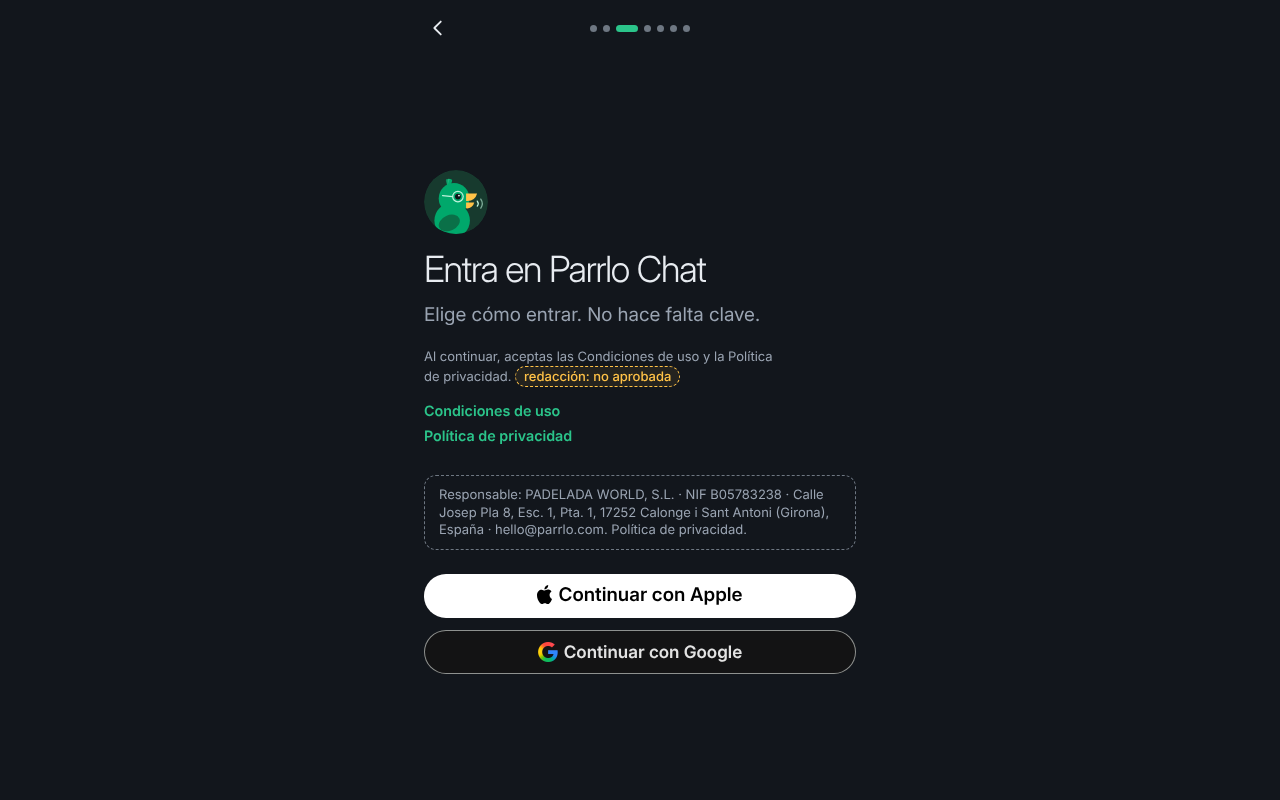 Entra en Parrlo Chat
Elige cómo entrar. No hace falta clave.
Al continuar, aceptas las Condiciones de uso y la Política
de privacidad. redacción: no aprobada
Condiciones de uso
Política de privacidad
Responsable: PADELADA WORLD, S.L. · NIF B05783238 · Calle
Josep Pla 8, Esc. 1, Pta. 1, 17252 Calonge i Sant Antoni (Girona),
España · hello@parrlo.com. Política de privacidad.
Continuar con Apple
Continuar con Google